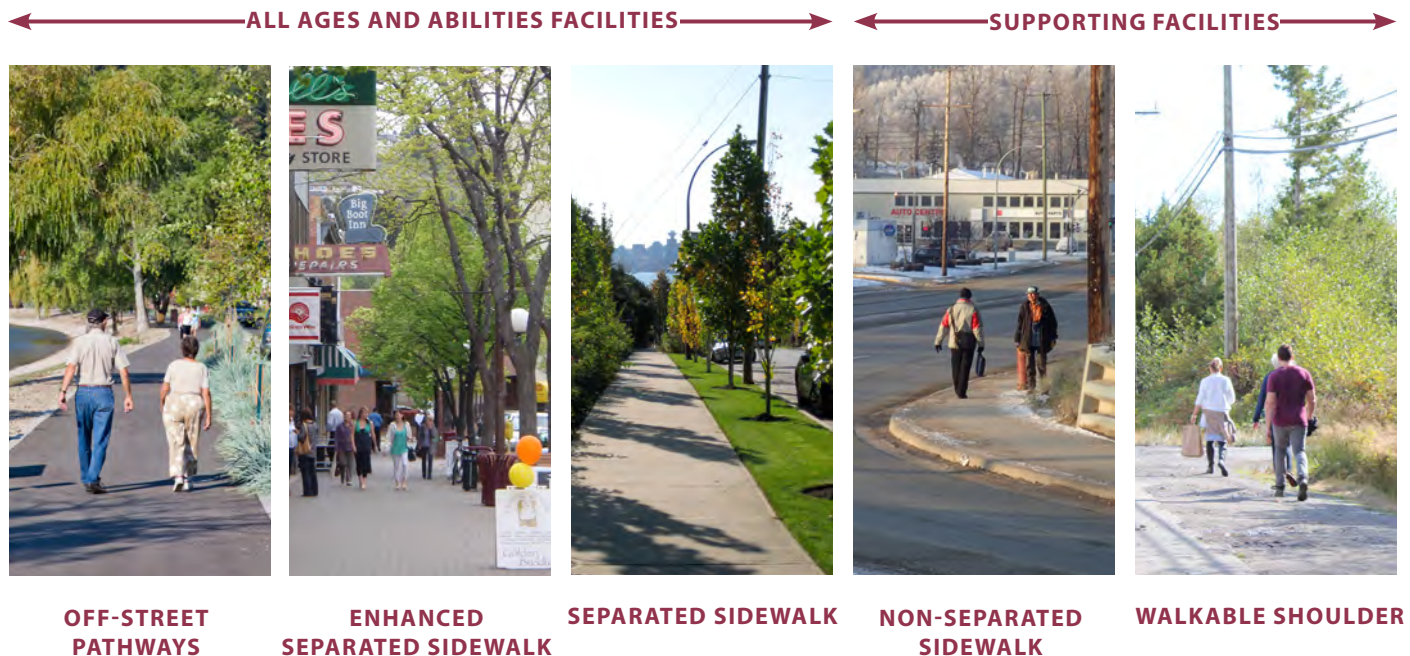 ALL AGES AND ABILITIES FACILITIES
SUPPORTING FACILITIES
ES
STORE
Big
Boot
Inn
HOES
REPAIRS
AUTO CENTRE
OFF-STREET
PATHWAYS
ENHANCED
SEPARATED SIDEWALK
SEPARATED SIDEWALK
NON-SEPARATED
SIDEWALK
WALKABLE SHOULDER